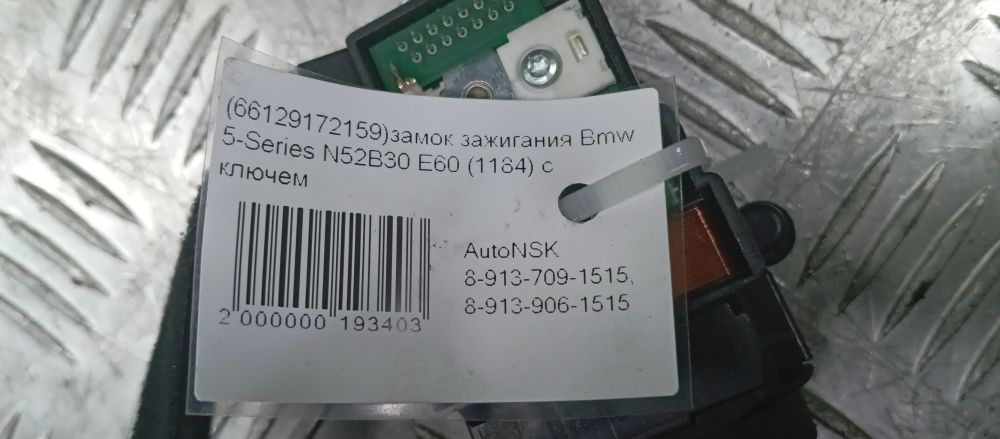 (66129172159)замок зажигания Bmw
5-Series N52B30 E60 (1184) с
ключем
AutoNSK
8-913-709-1515,
8-913-906-1515
2 000000 193403